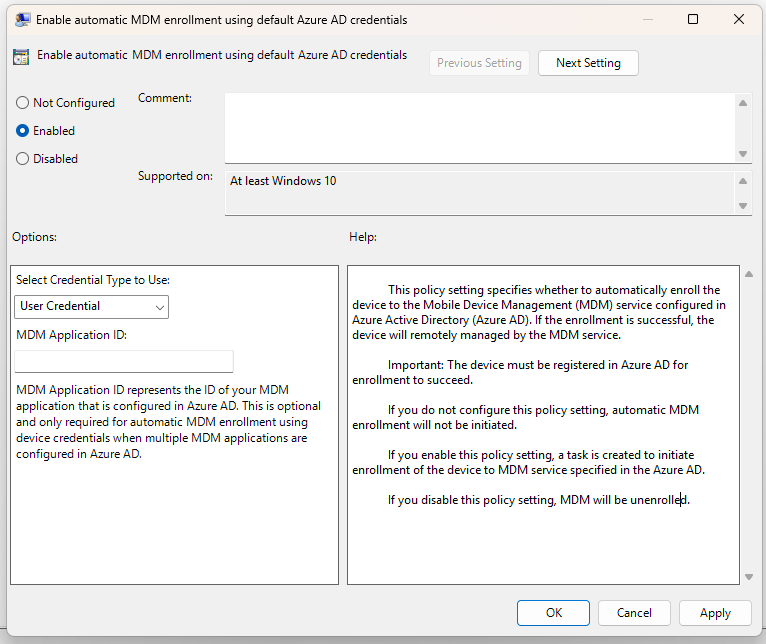 Enable automatic MDM enrollment using default Azure AD credentials
Enable automatic MDM enrollment using default Azure AD credentials
Previous Setting
Next Setting
Not Configured
Enabled
Disabled
Comment:
Supported on:
At least Windows 10
Options:
Help:
Select Credential Type to Use:
User Credential
MDM Application ID:
MDM Application ID represents the ID of your MDM
application that is configured in Azure AD. This is optional
and only required for automatic MDM enrollment using
device credentials when multiple MDM applications are
configured in Azure AD.
This policy setting specifies whether to automatically enroll the
device to the Mobile Device Management (MDM) service configured in
Azure Active Directory (Azure AD). If the enrollment is successful, the
device will remotely managed by the MDM service.
Important: The device must be registered in Azure AD for
enrollment to succeed.
If you do not configure this policy setting, automatic MDM
enrollment will not be initiated.
If you enable this policy setting, a task is created to initiate
enrollment of the device to MDM service specified in the Azure AD.
If you disable this policy setting, MDM will be unenrolled.
OK
Cancel
Apply